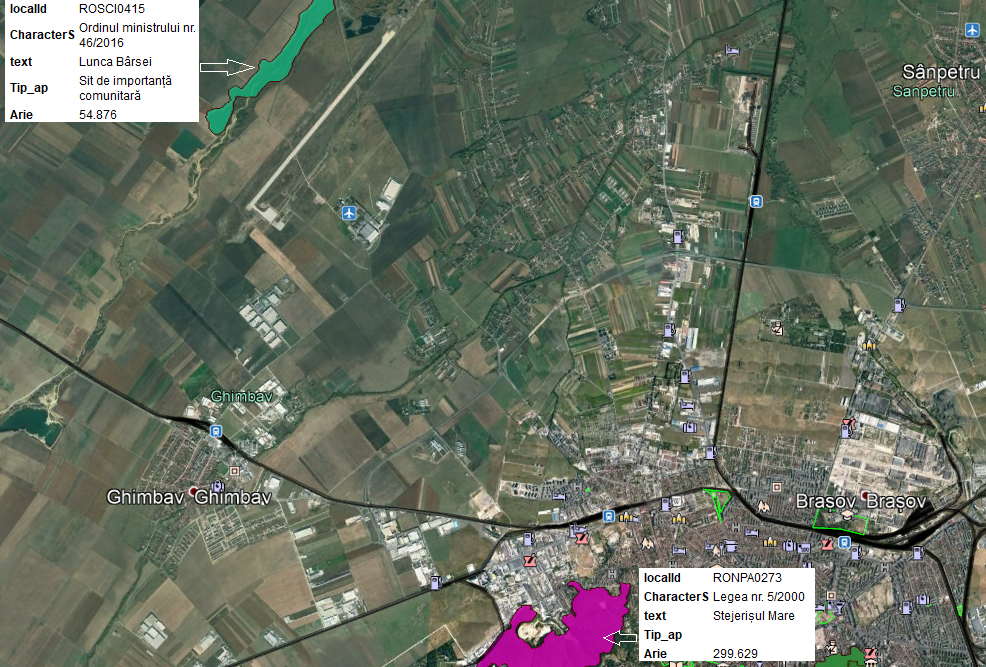 localId ROSCI0415
CharacterS Ordinul ministrului nr.
46/2016
text Lunca Bârsei
Tip_ap Sit de importanță
comunitară
Arie 54.876
Sânpetru
Sanpetru
Ghimbav
Ghimbav Ghimbav
Brașov Brașov
localId RONPA0273
CharacterS Legea nr. 5/2000
text Stejerișul Mare
Tip_ap
Arie 299.629